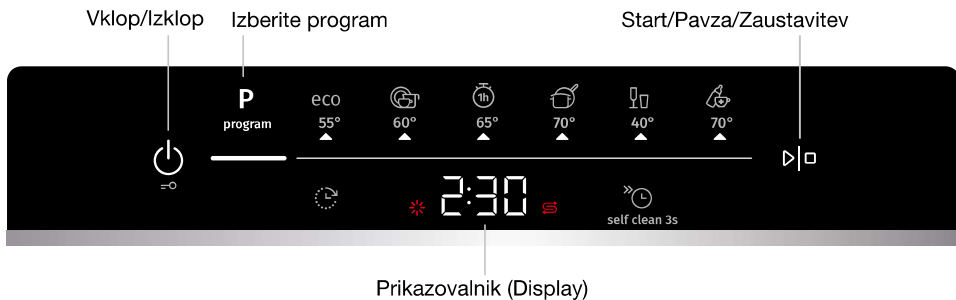 Vklop/Izklop Izberite program Start/Pavza/Zaustavitev
P
program
eco 1h
55° 60° 65° 70° 40° 70°
2:30
self clean 3s
Prikazovalnik (Display)